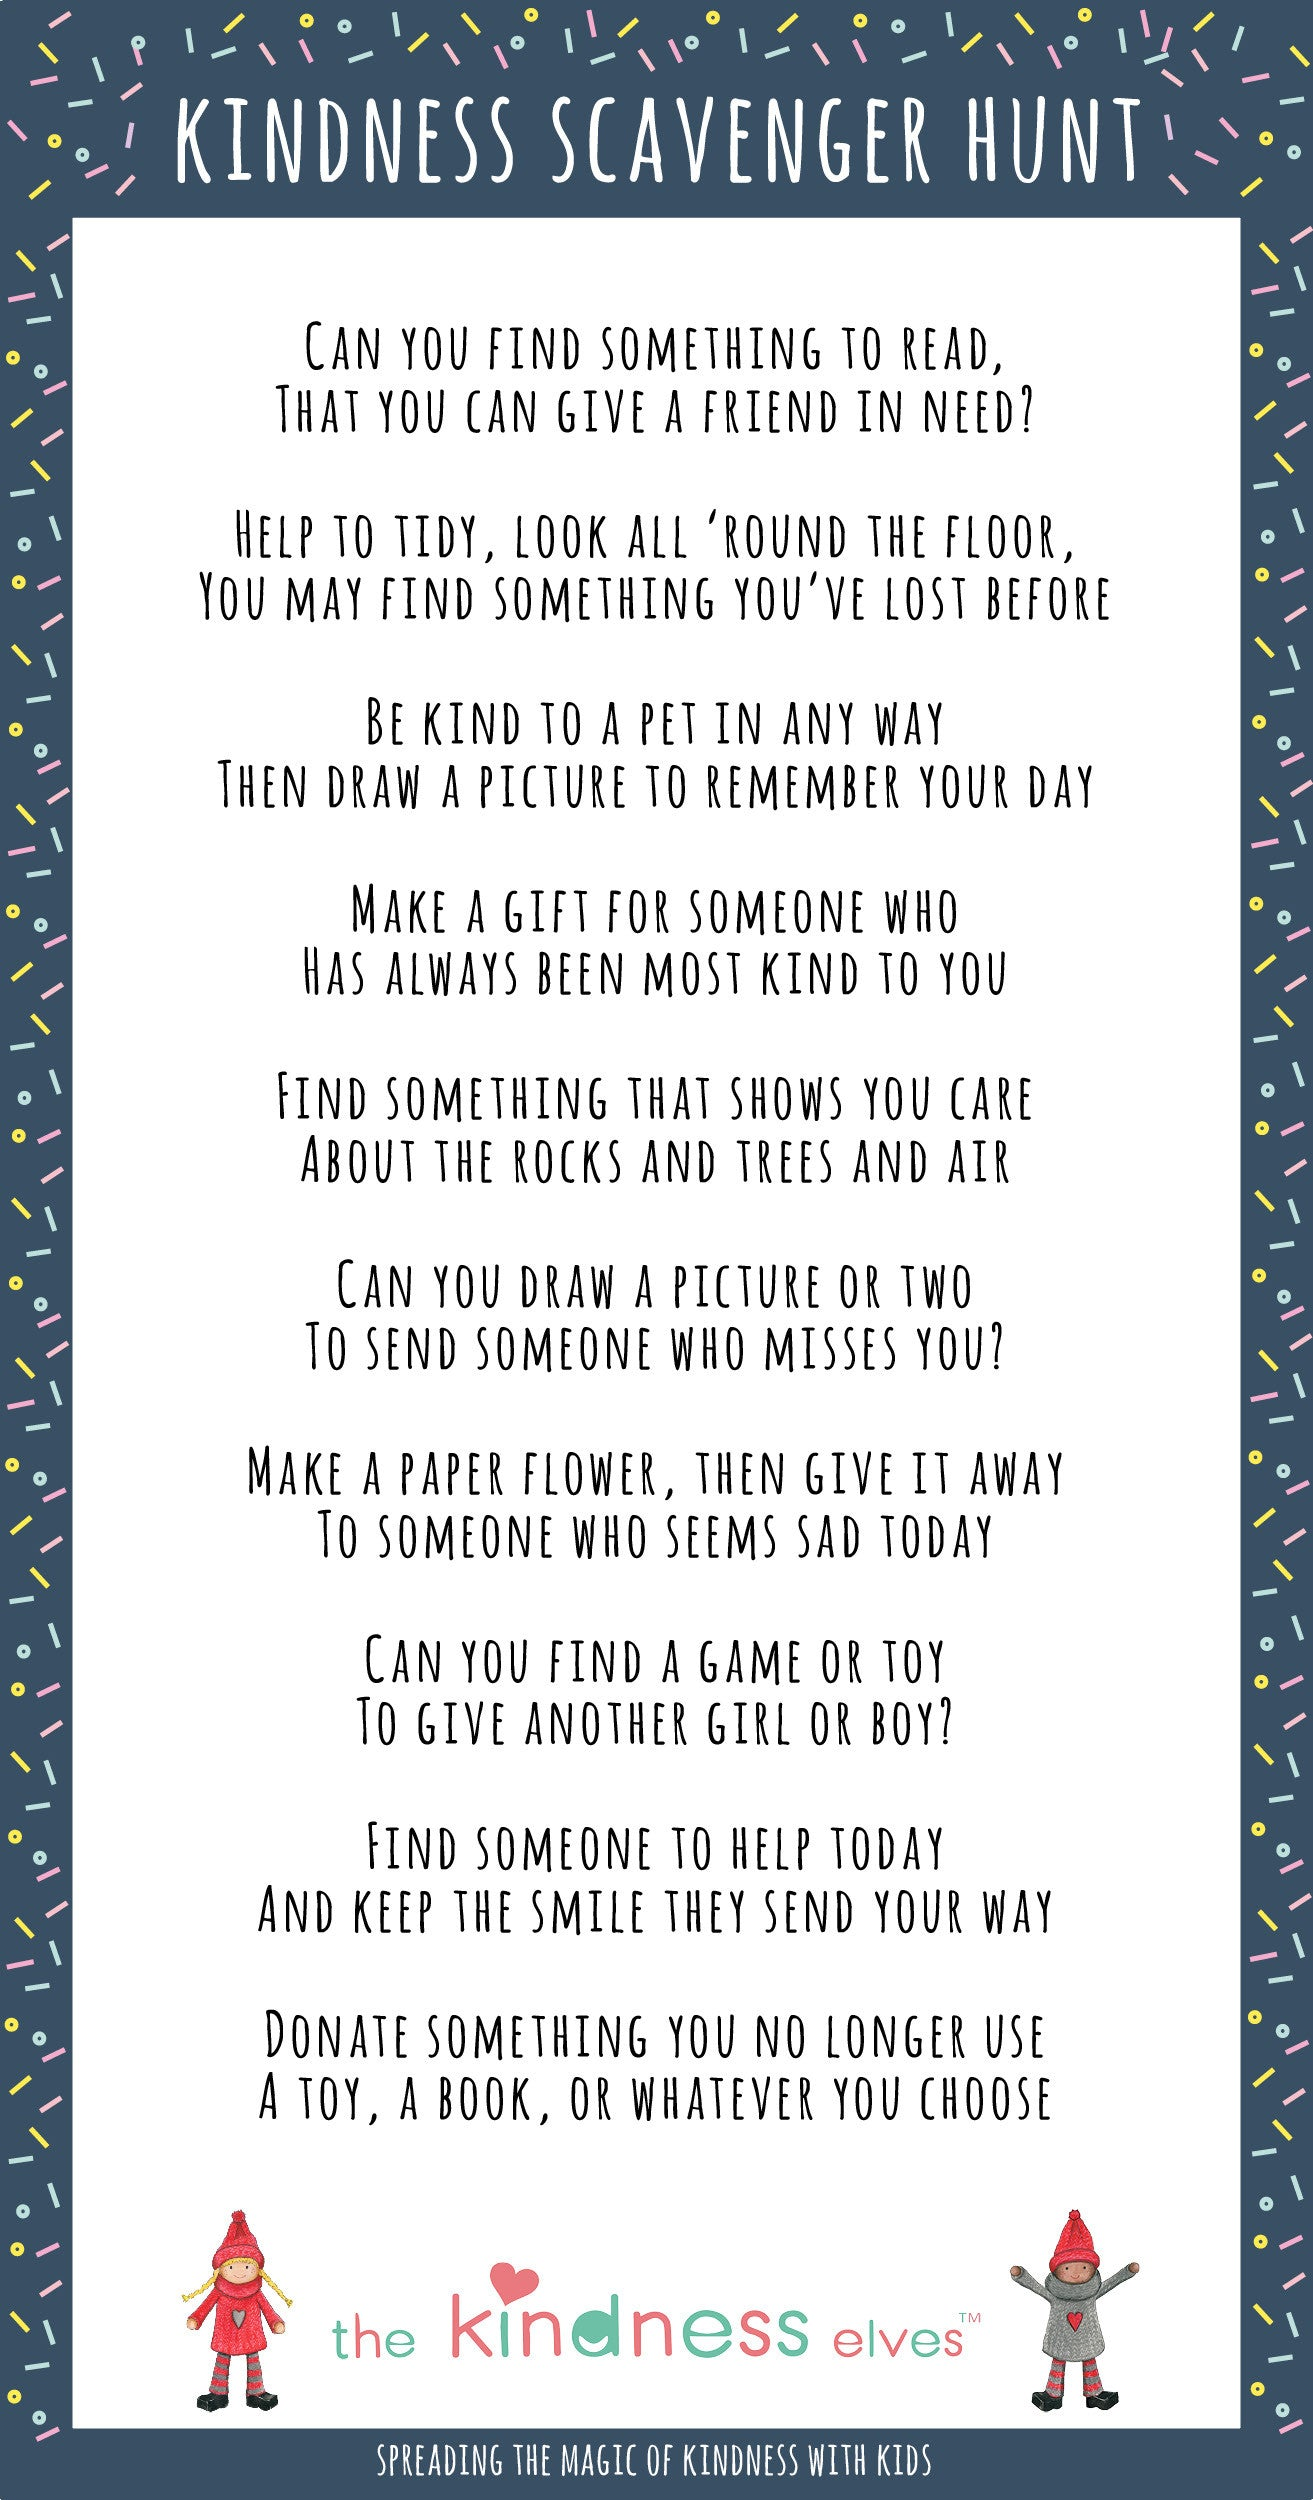 KINDNESS SCAVENGER HUNT
CAN YOU FIND SOMETHING TO READ,
THAT YOU CAN GIVE A FRIEND IN NEED?
HELP TO TIDY, LOOK ALL ‘ROUND THE FLOOR,
YOU MAY FIND SOMETHING YOU’VE LOST BEFORE
BE KIND TO A PET IN ANY WAY
THEN DRAW A PICTURE TO REMEMBER YOUR DAY
MAKE A GIFT FOR SOMEONE WHO
HAS ALWAYS BEEN MOST KIND TO YOU
FIND SOMETHING THAT SHOWS YOU CARE
ABOUT THE ROCKS AND TREES AND AIR
CAN YOU DRAW A PICTURE OR TWO
TO SEND SOMEONE WHO MISSES YOU?
MAKE A PAPER FLOWER, THEN GIVE IT AWAY
TO SOMEONE WHO SEEMS SAD TODAY
CAN YOU FIND A GAME OR TOY
TO GIVE ANOTHER GIRL OR BOY?
FIND SOMEONE TO HELP TODAY
AND KEEP THE SMILE THEY SEND YOUR WAY
DONATE SOMETHING YOU NO LONGER USE
A TOY, A BOOK, OR WHATEVER YOU CHOOSE
the kindness elves™
SPREADING THE MAGIC OF KINDNESS WITH KIDS